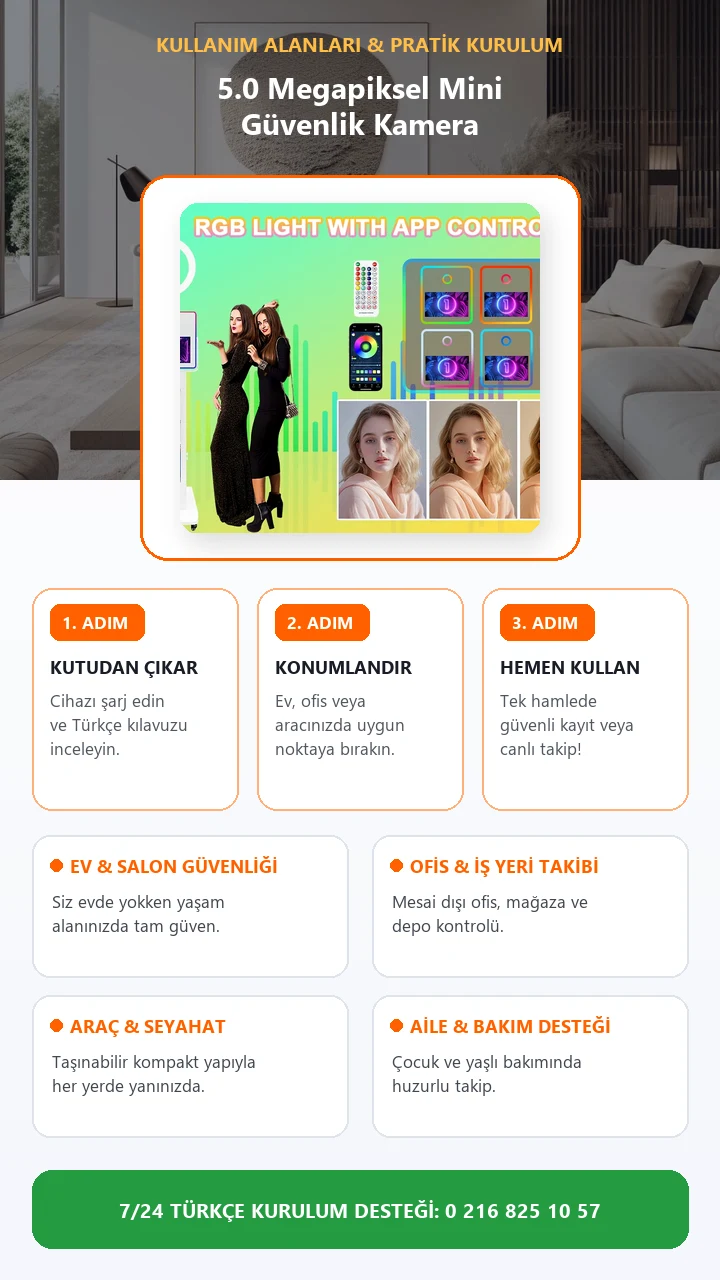 KULLANIM ALANLARI & PRATİK KURULUM
5.0 Megapiksel Mini
Güvenlik Kamera
RGB LIGHT WITH APP CONTRO
1. ADIM
KUTUDAN ÇIKAR
Cihazı şarj edin
ve Türkçe kılavuzu
inceleyin.
2. ADIM
KONUMLANDIR
Ev, ofis veya
aracınızda uygun
noktaya bırakın.
3. ADIM
HEMEN KULLAN
Tek hamlede
güvenli kayıt veya
canlı takip!
EV & SALON GÜVENLİĞİ
Siz evde yokken yaşam
alanınızda tam güven.
OFİS & İŞ YERİ TAKİBİ
Mesai dışı ofis, mağaza ve
depo kontrolü.
ARAÇ & SEYAHAT
Taşınabilir kompakt yapıyla
her yerde yanınızda.
AİLE & BAKIM DESTEĞİ
Çocuk ve yaşlı bakımında
huzurlu takip.
7/24 TÜRKÇE KURULUM DESTEĞİ: 0 216 825 10 57